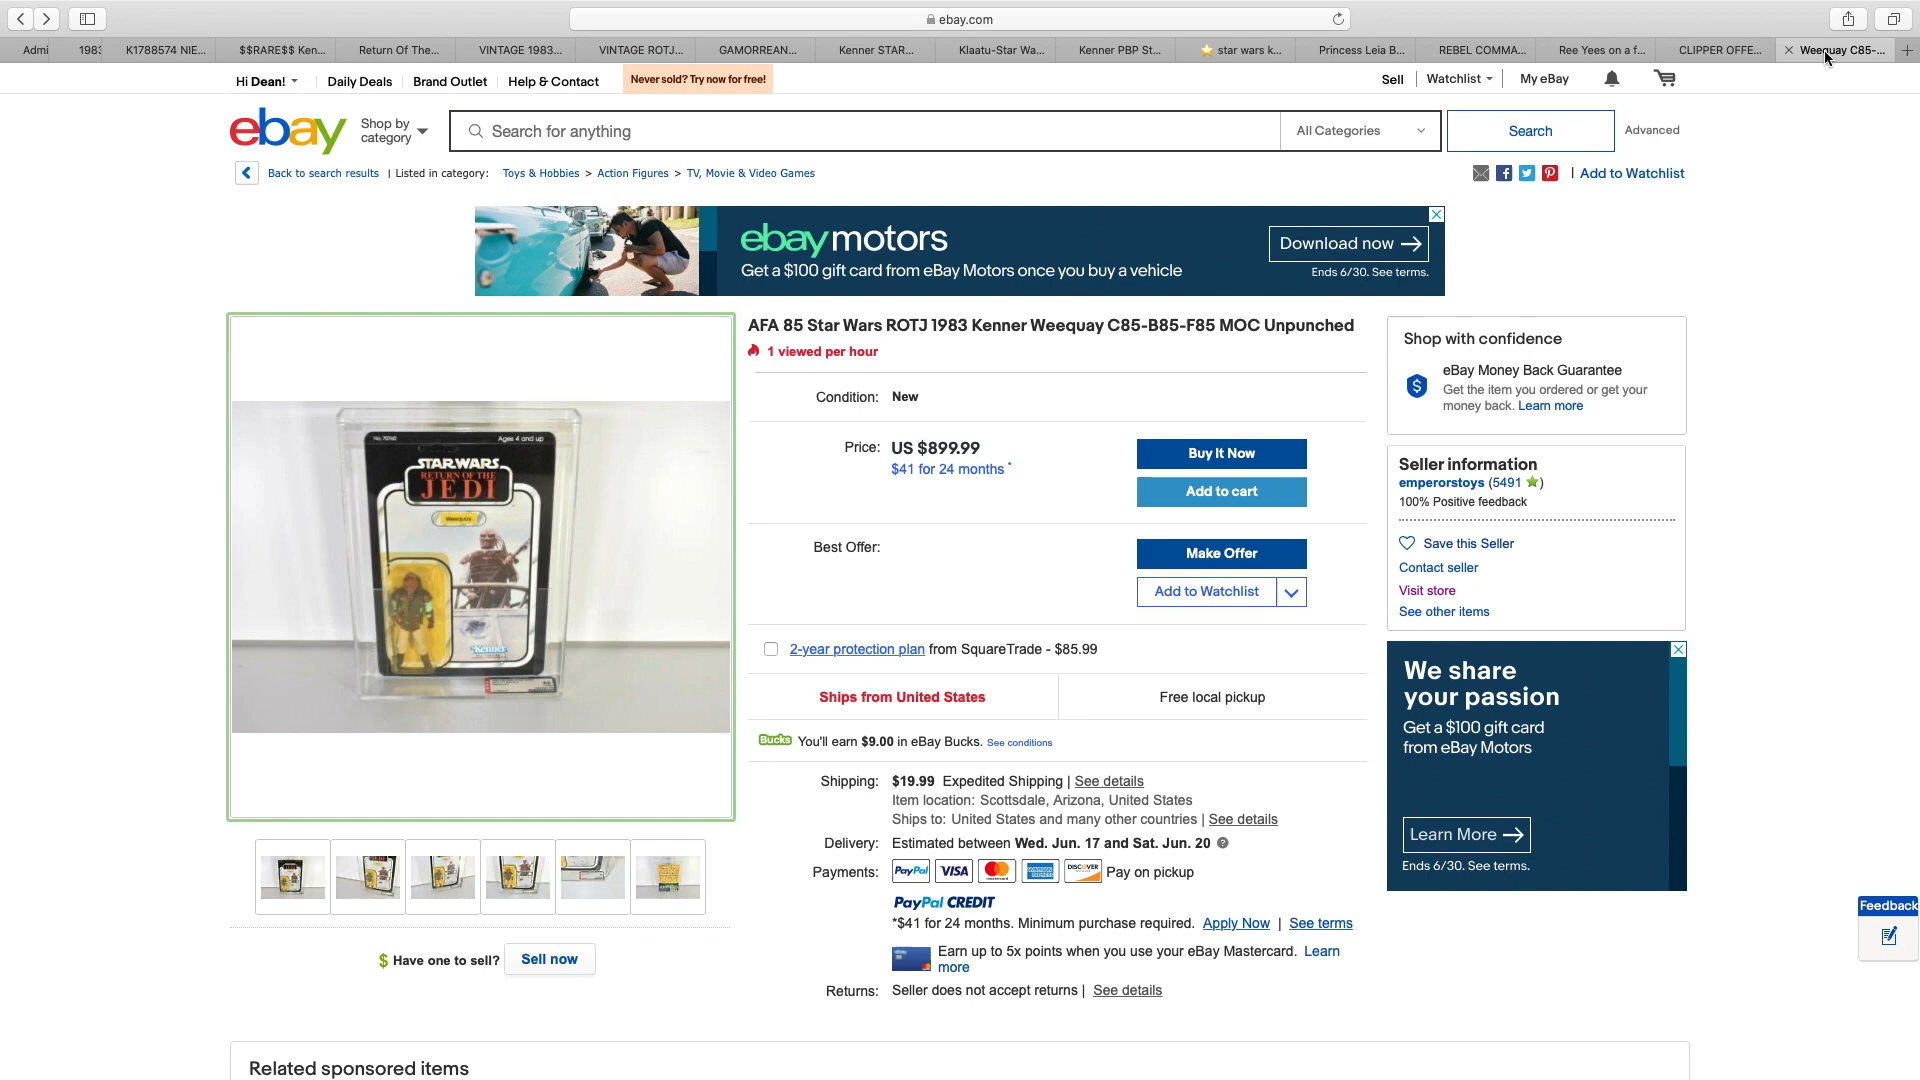 ebay.com
Admi
1983
K1788574 NIE...
$$RARE$$ Ken...
Return Of The...
VINTAGE 1983...
VINTAGE ROTJ...
GAMORREAN...
Kenner STAR...
Klaatu-Star Wa...
Kenner PBP St...
star wars k...
Princess Leia B...
REBEL COMMA...
Ree Yees on a f...
CLIPPER OFFE...
Weequay C85-...
Hi Dean!
Daily Deals
Brand Outlet
Help & Contact
Never sold? Try now for free!
Sell
Watchlist
My eBay
ebay
Shop by
category
Search for anything
All Categories
Search
Advanced
Back to search results | Listed in category: Toys & Hobbies > Action Figures > TV, Movie & Video Games
| Add to Watchlist
ebay motors
Get a $100 gift card from eBay Motors once you buy a vehicle
Download now →
Ends 6/30. See terms.
No. 70760
Ages 4 and up
STAR WARS
RETURN OF THE
JEDI
Weequay
Kenner
AFA 85 Star Wars ROTJ 1983 Kenner Weequay C85-B85-F85 MOC Unpunched
1 viewed per hour
Condition: New
Price: US $899.99
$41 for 24 months *
Buy It Now
Add to cart
Best Offer:
Make Offer
Add to Watchlist
2-year protection plan from SquareTrade - $85.99
Ships from United States
Free local pickup
Bucks You'll earn $9.00 in eBay Bucks. See conditions
Shipping: $19.99 Expedited Shipping | See details
Item location: Scottsdale, Arizona, United States
Ships to: United States and many other countries | See details
Delivery: Estimated between Wed. Jun. 17 and Sat. Jun. 20
Payments: PayPal VISA DISCOVER Pay on pickup
PayPal CREDIT
*$41 for 24 months. Minimum purchase required. Apply Now | See terms
Earn up to 5x points when you use your eBay Mastercard. Learn
more
Returns: Seller does not accept returns | See details
Have one to sell?
Sell now
Shop with confidence
eBay Money Back Guarantee
Get the item you ordered or get your
money back. Learn more
Seller information
emperorstoys (5491 )
100% Positive feedback
Save this Seller
Contact seller
Visit store
See other items
We share
your passion
Get a $100 gift card
from eBay Motors
Learn More →
Ends 6/30. See terms.
Feedback
Related sponsored items